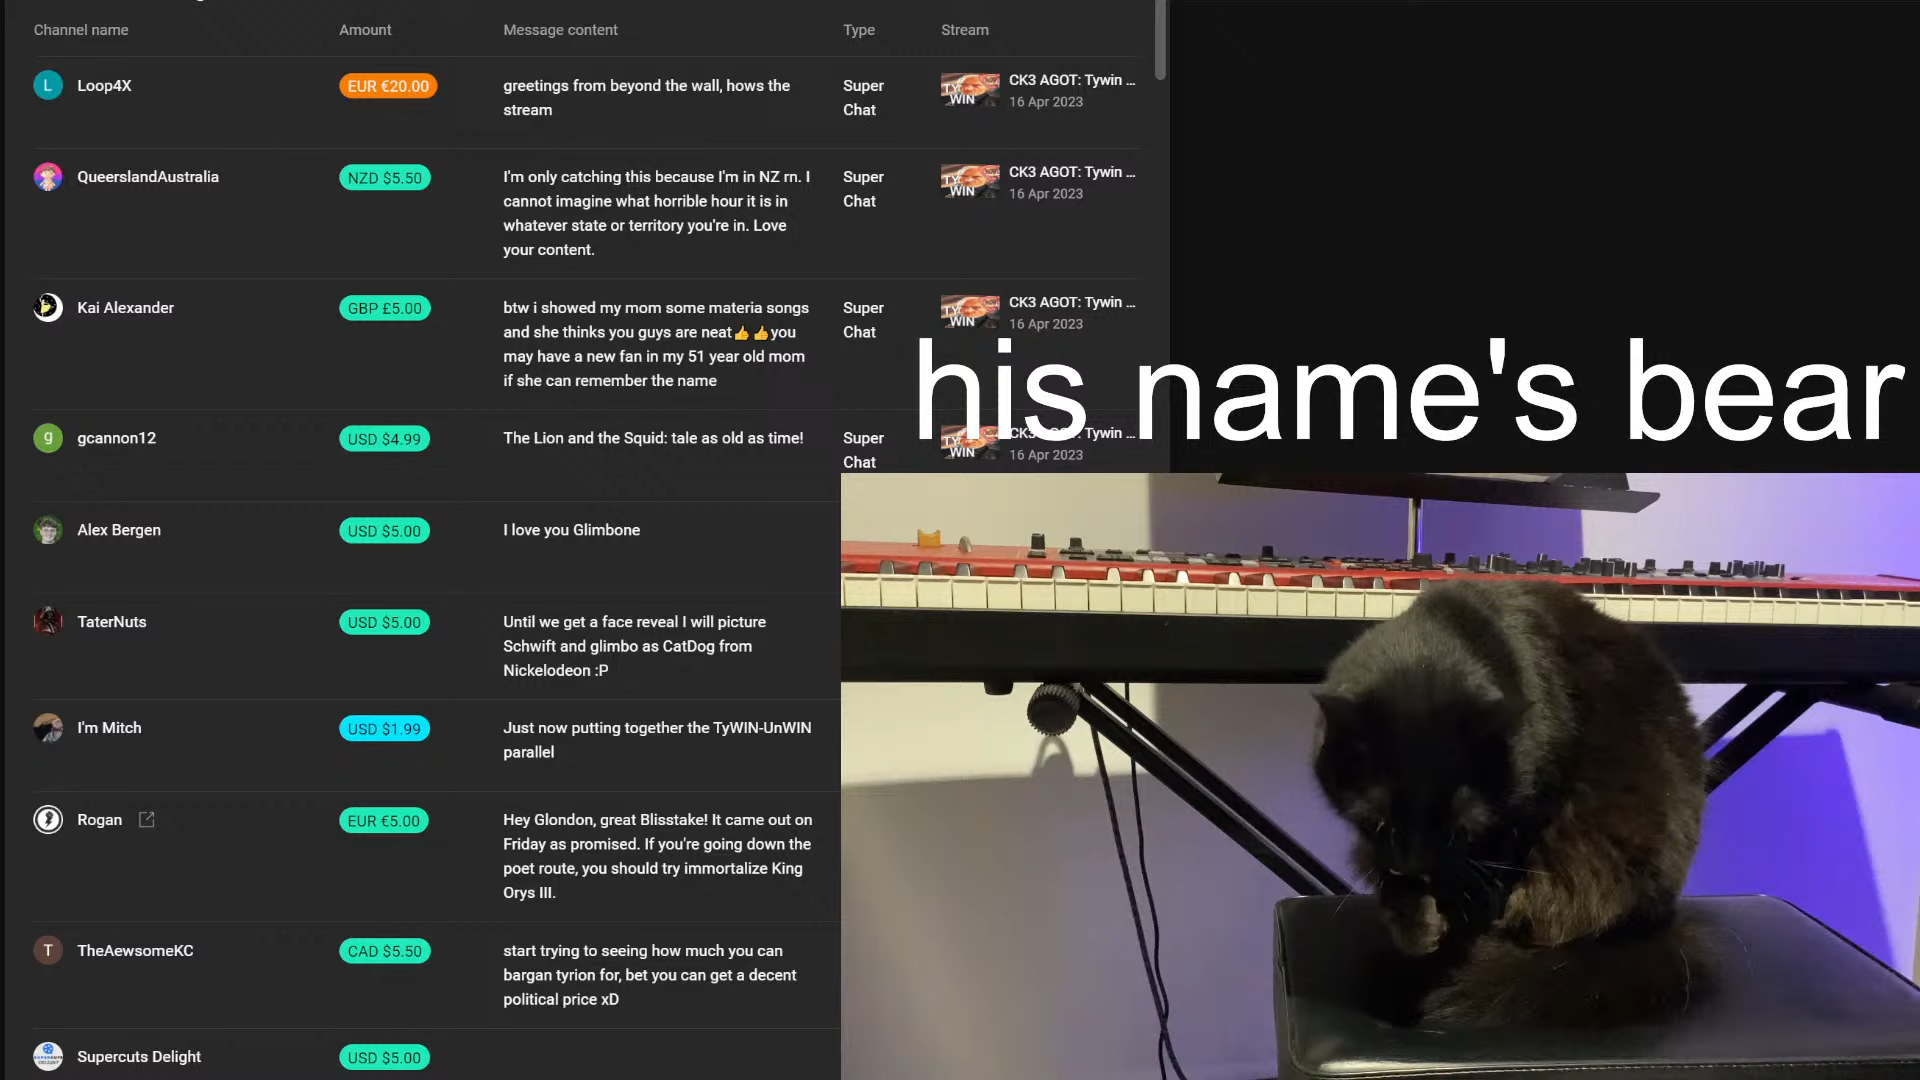 Channel name Amount Message content Type Stream
L Loop4X EUR €20.00 greetings from beyond the wall, hows the Super CK3 AGOT: Tywin ...
stream Chat TY WIN 16 Apr 2023
QueerslandAustralia NZD $5.50 I'm only catching this because I'm in NZ rn. I Super CK3 AGOT: Tywin ...
cannot imagine what horrible hour it is in Chat TY WIN 16 Apr 2023
whatever state or territory you're in. Love
your content.
Kai Alexander GBP £5.00 btw i showed my mom some materia songs Super CK3 AGOT: Tywin ...
and she thinks you guys are neat👍👍you Chat TY WIN 16 Apr 2023
may have a new fan in my 51 year old mom
if she can remember the name
his name's bear
g gcannon12 USD $4.99 The Lion and the Squid: tale as old as time! Super CK3 AGOT: Tywin ...
Chat WIN 16 Apr 2023
Alex Bergen USD $5.00 I love you Glimbone
TaterNuts USD $5.00 Until we get a face reveal I will picture
Schwift and glimbo as CatDog from
Nickelodeon :P
I'm Mitch USD $1.99 Just now putting together the TyWIN-UnWIN
parallel
Rogan EUR €5.00 Hey Glondon, great Blisstake! It came out on
Friday as promised. If you're going down the
poet route, you should try immortalize King
Orys III.
T TheAewsomeKC CAD $5.50 start trying to seeing how much you can
bargan tyrion for, bet you can get a decent
political price xD
Supercuts Delight USD $5.00